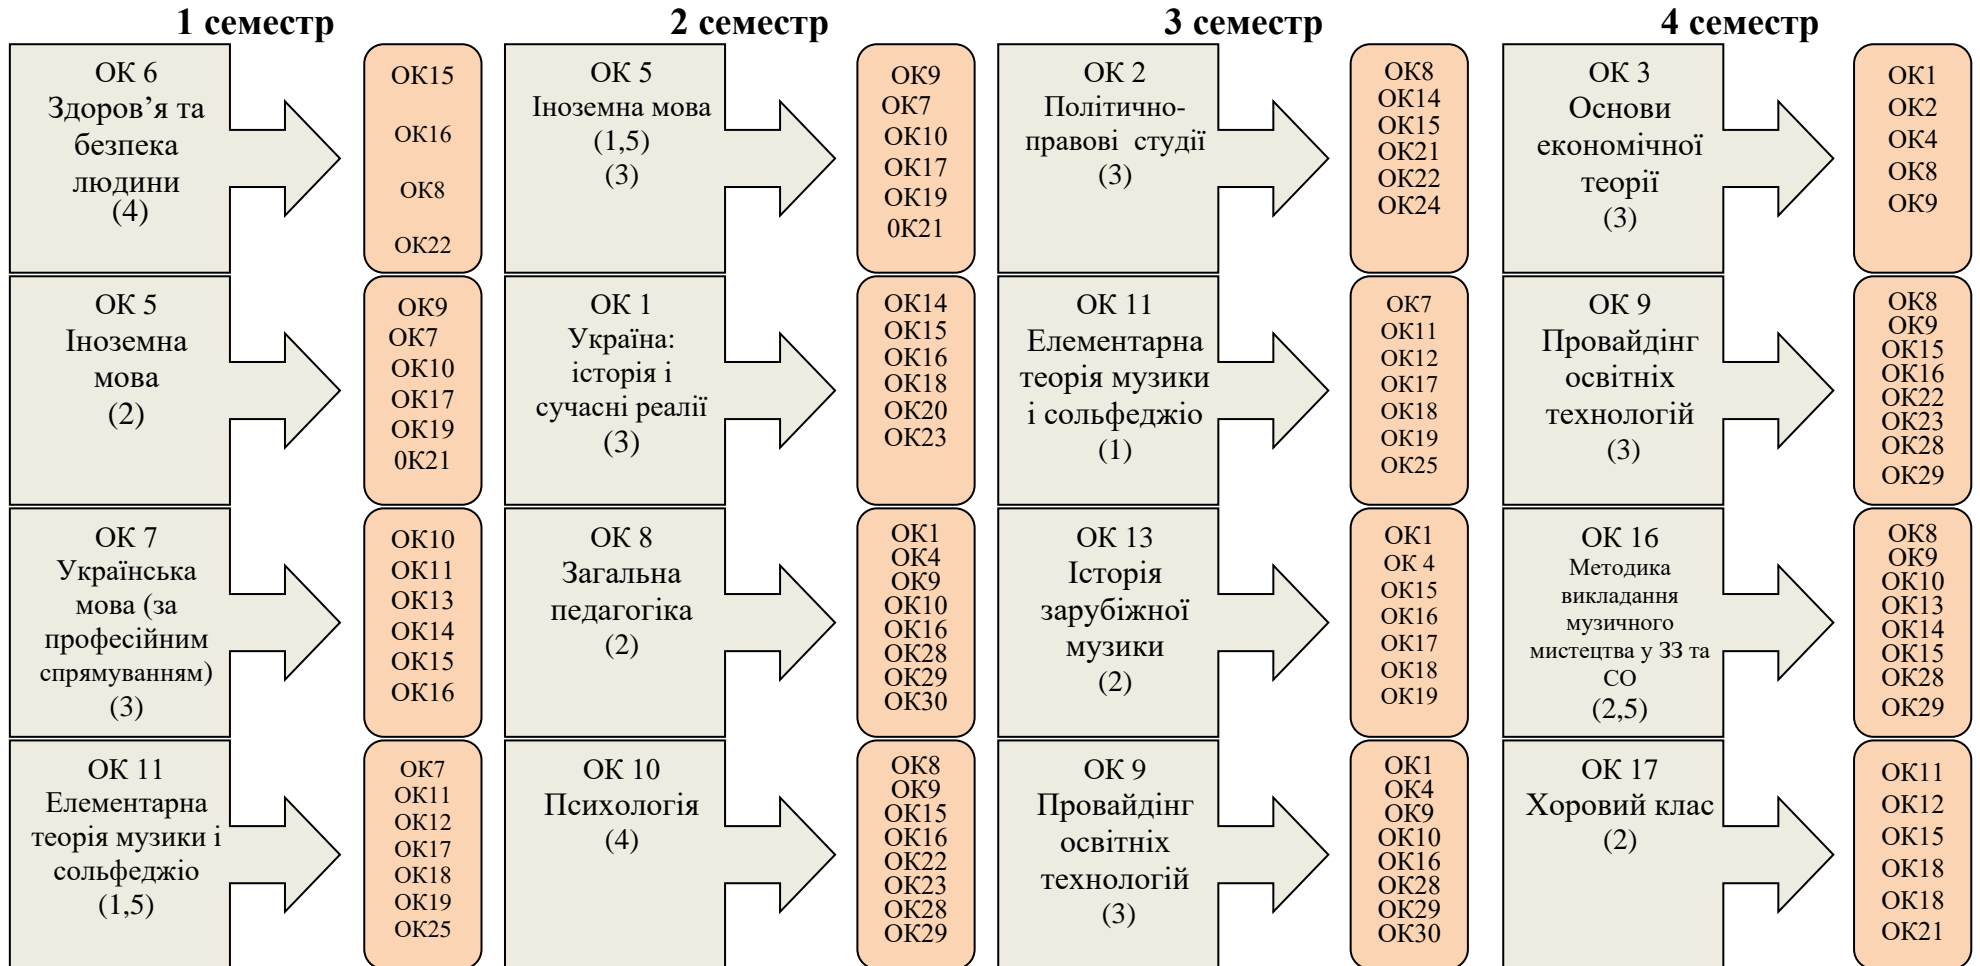 1 семестр
2 семестр
3 семестр
4 семестр
ОК 6
Здоров’я та
безпека
людини
(4)
ОК15
ОК16
ОК8
ОК22
ОК 5
Іноземна мова
(1,5)
(3)
ОК9
ОК7
ОК10
ОК17
ОК19
0К21
ОК 2
Політично-
правові студії
(3)
ОК8
ОК14
ОК15
ОК21
ОК22
ОК24
ОК 3
Основи
економічної
теорії
(3)
ОК1
ОК2
ОК4
ОК8
ОК9
ОК 5
Іноземна
мова
(2)
ОК9
ОК7
ОК10
ОК17
ОК19
0К21
ОК 1
Україна:
історія і
сучасні реалії
(3)
ОК14
ОК15
ОК16
ОК18
ОК20
ОК23
ОК 11
Елементарна
теорія музики
і сольфеджіо
(1)
ОК7
ОК11
ОК12
ОК17
ОК18
ОК19
ОК25
ОК 9
Провайдінг
освітніх
технологій
(3)
ОК8
ОК9
ОК15
ОК16
ОК22
ОК23
ОК28
ОК29
ОК 7
Українська
мова (за
професійним
спрямуванням)
(3)
ОК10
ОК11
ОК13
ОК14
ОК15
ОК16
ОК 8
Загальна
педагогіка
(2)
ОК1
ОК4
ОК9
ОК10
ОК16
ОК28
ОК29
ОК30
ОК 13
Історія
зарубіжної
музики
(2)
ОК1
ОК 4
ОК15
ОК16
ОК17
ОК18
ОК19
ОК 16
Методика
викладання
музичного
мистецтва у ЗЗ та
СО
(2,5)
ОК8
ОК9
ОК10
ОК13
ОК14
ОК15
ОК28
ОК29
ОК 11
Елементарна
теорія музики і
сольфеджіо
(1,5)
ОК7
ОК11
ОК12
ОК17
ОК18
ОК19
ОК25
ОК 10
Психологія
(4)
ОК8
ОК9
ОК15
ОК16
ОК22
ОК23
ОК28
ОК29
ОК 9
Провайдінг
освітніх
технологій
(3)
ОК1
ОК4
ОК9
ОК10
ОК16
ОК28
ОК29
ОК30
ОК 17
Хоровий клас
(2)
ОК11
ОК12
ОК15
ОК18
ОК18
ОК21